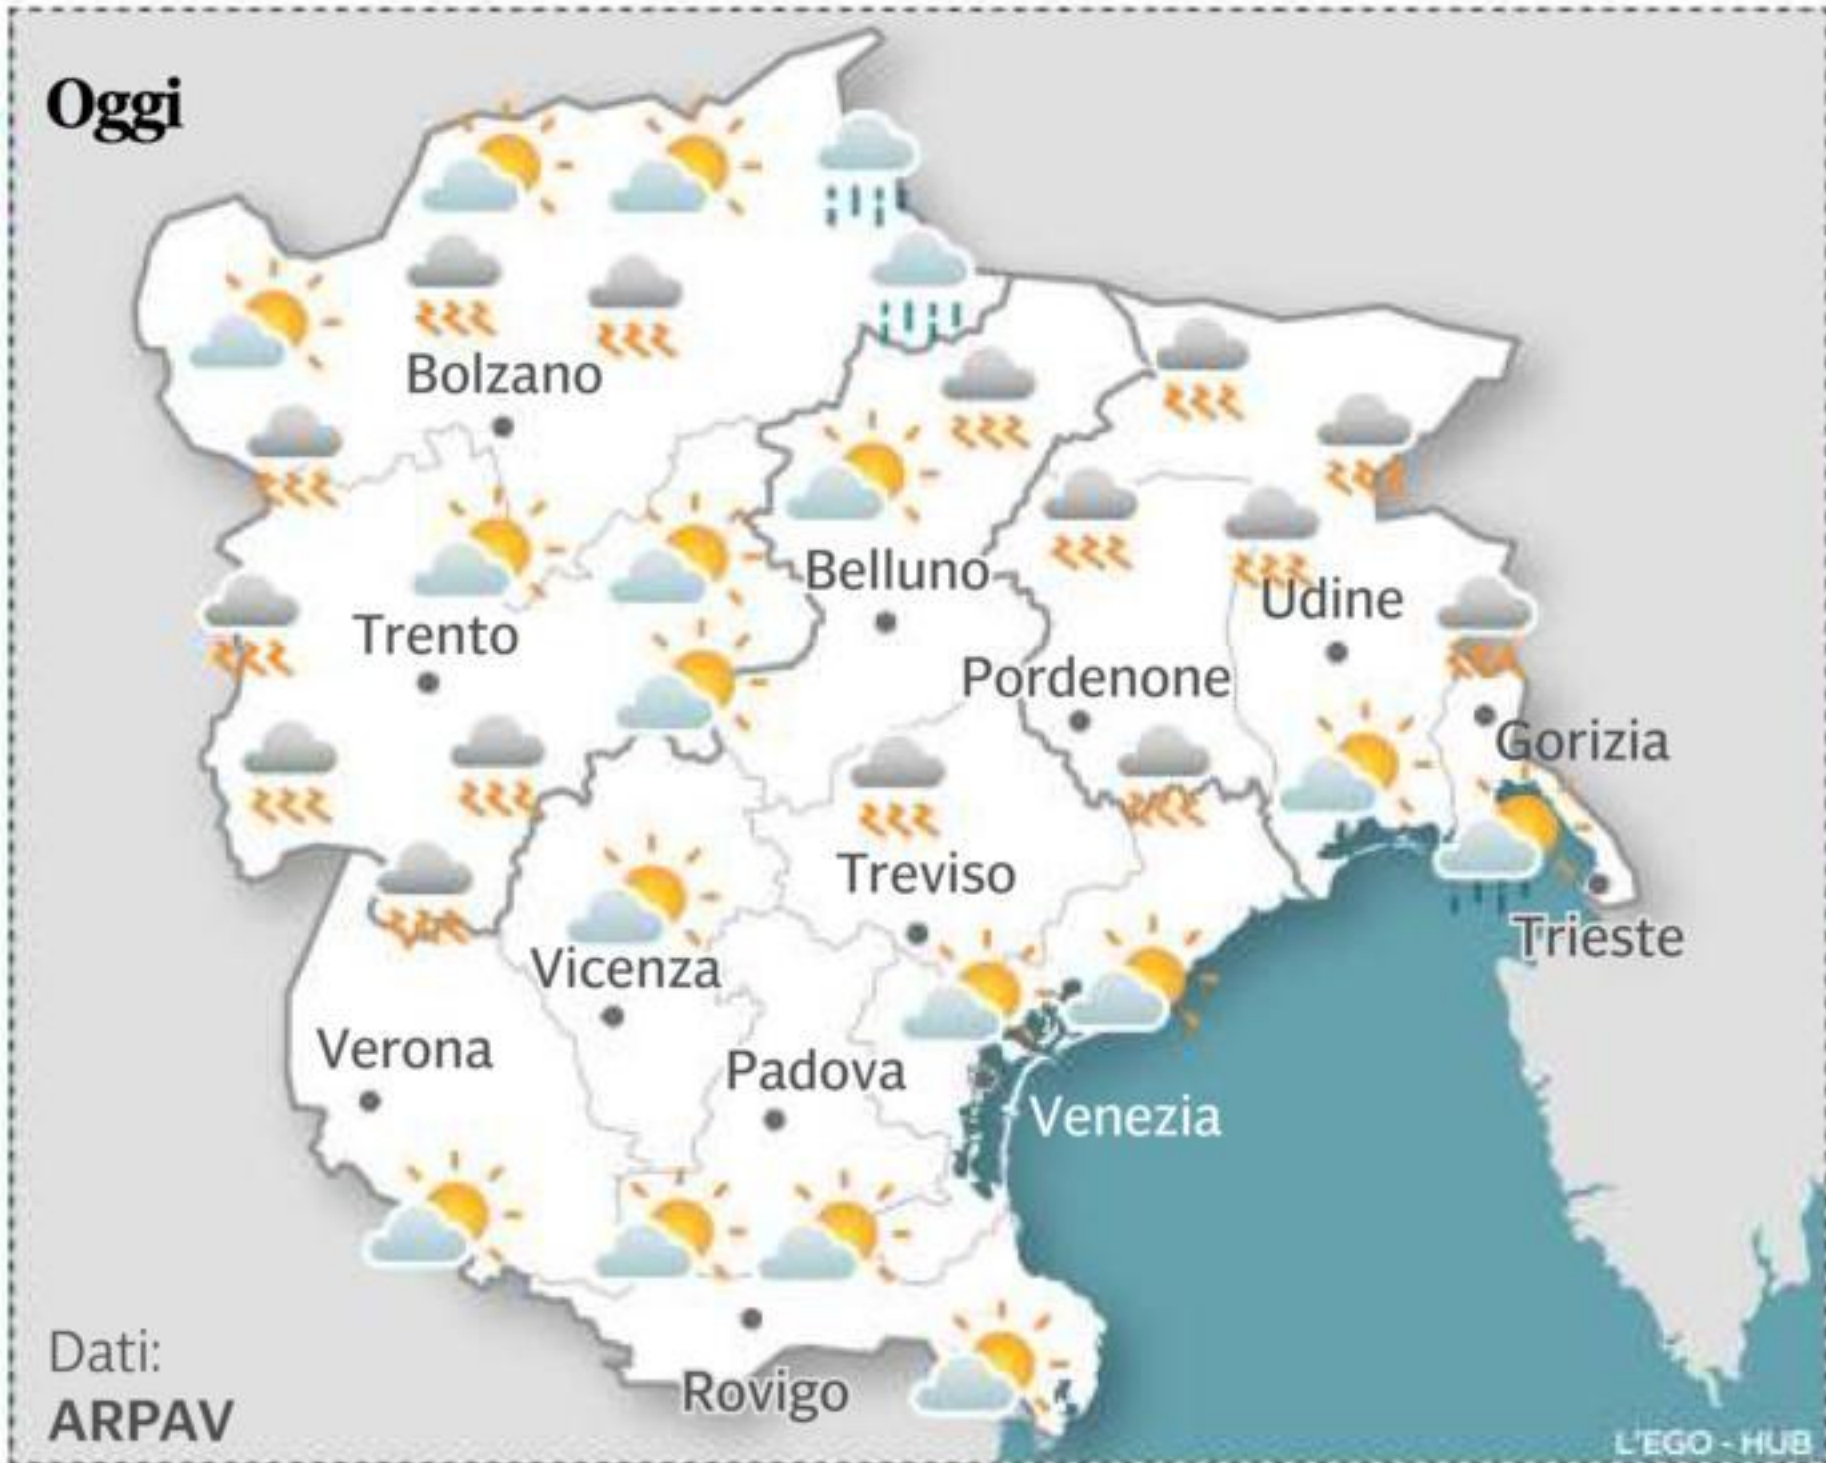 Oggi
Bolzano
Belluno
Udine
Trento
Pordenone
Gorizia
Treviso
Trieste
Vicenza
Verona
Padova
Venezia
Dati:
ARPAV
Rovigo
L'EGO - HUB